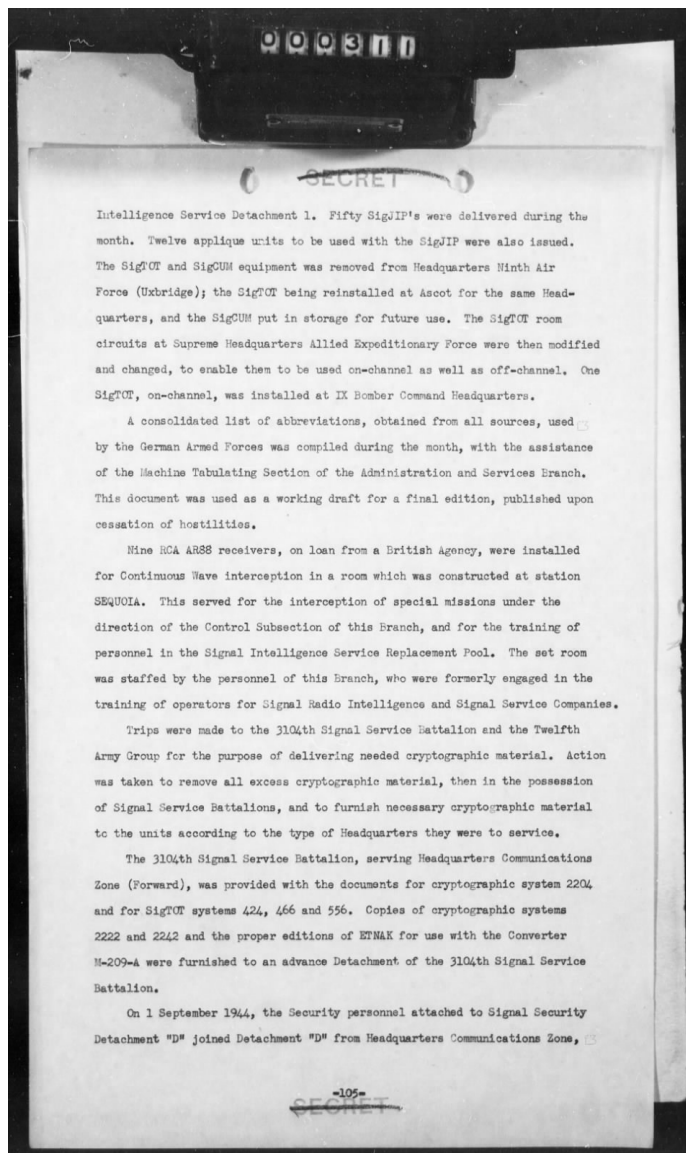 000311
SECRET
Intelligence Service Detachment 1. Fifty SigJIP's were delivered during the
month. Twelve applique units to be used with the SigJIP were also issued.
The SigTOT and SigCUM equipment was removed from Headquarters Ninth Air
Force (Uxbridge); the SigTOT being reinstalled at Ascot for the same Head-
quarters, and the SigCUM put in storage for future use. The SigTOT room
circuits at Supreme Headquarters Allied Expeditionary Force were then modified
and changed, to enable them to be used on-channel as well as off-channel. One
SigTOT, on-channel, was installed at IX Bomber Command Headquarters.
A consolidated list of abbreviations, obtained from all sources, used
by the German Armed Forces was compiled during the month, with the assistance
of the Machine Tabulating Section of the Administration and Services Branch.
This document was used as a working draft for a final edition, published upon
cessation of hostilities.
Nine RCA AR88 receivers, on loan from a British Agency, were installed
for Continuous Wave interception in a room which was constructed at station
SEQUOIA. This served for the interception of special missions under the
direction of the Control Subsection of this Branch, and for the training of
personnel in the Signal Intelligence Service Replacement Pool. The set room
was staffed by the personnel of this Branch, who were formerly engaged in the
training of operators for Signal Radio Intelligence and Signal Service Companies.
Trips were made to the 3104th Signal Service Battalion and the Twelfth
Army Group for the purpose of delivering needed cryptographic material. Action
was taken to remove all excess cryptographic material, then in the possession
of Signal Service Battalions, and to furnish necessary cryptographic material
to the units according to the type of Headquarters they were to service.
The 3104th Signal Service Battalion, serving Headquarters Communications
Zone (Forward), was provided with the documents for cryptographic system 2204
and for SigTOT systems 424, 466 and 556. Copies of cryptographic systems
2222 and 2242 and the proper editions of ETNAK for use with the Converter
M-209-A were furnished to an advance Detachment of the 3104th Signal Service
Battalion.
On 1 September 1944, the Security personnel attached to Signal Security
Detachment "D" joined Detachment "D" from Headquarters Communications Zone,
-105-
SECRET